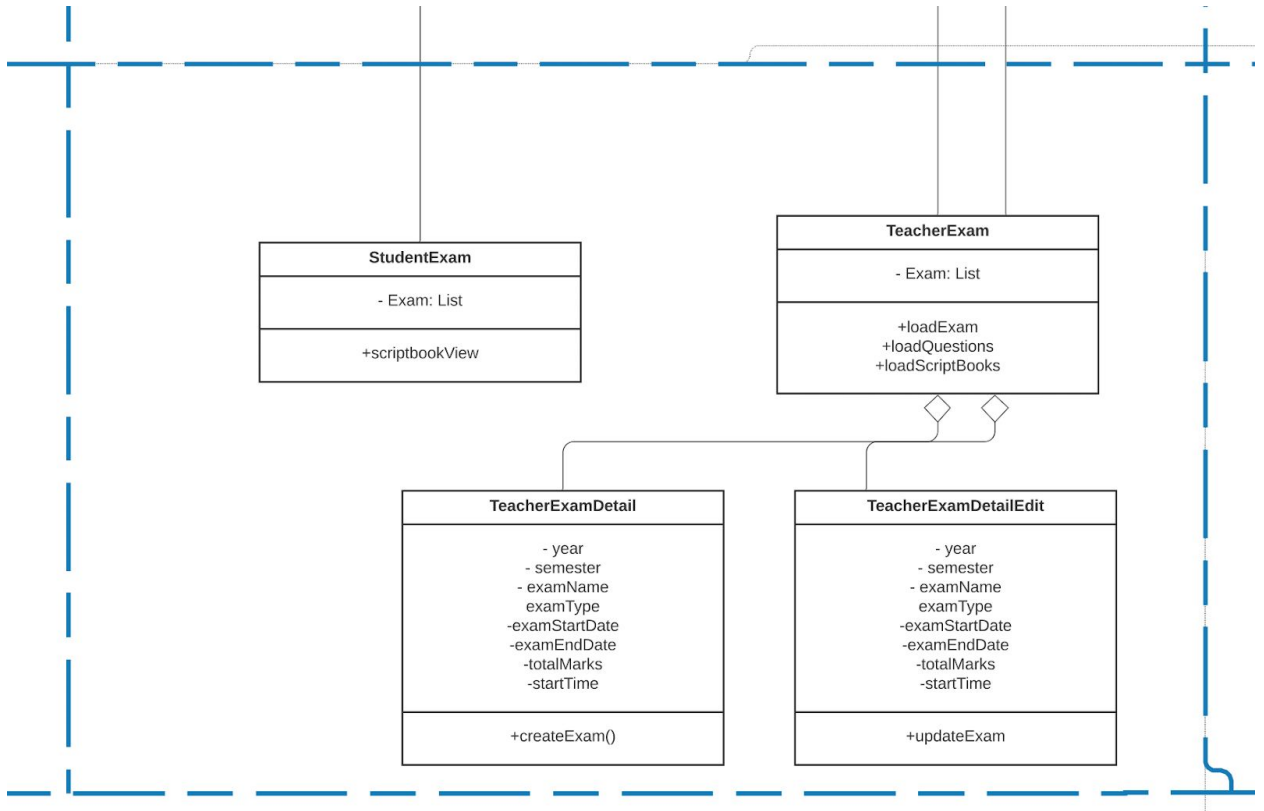 StudentExam
- Exam: List
+scriptbookView
TeacherExam
- Exam: List
+loadExam
+loadQuestions
+loadScriptBooks
TeacherExamDetail
- year
- semester
- examName
examType
-examStartDate
-examEndDate
-totalMarks
-startTime
+createExam()
TeacherExamDetailEdit
- year
- semester
- examName
examType
-examStartDate
-examEndDate
-totalMarks
-startTime
+updateExam